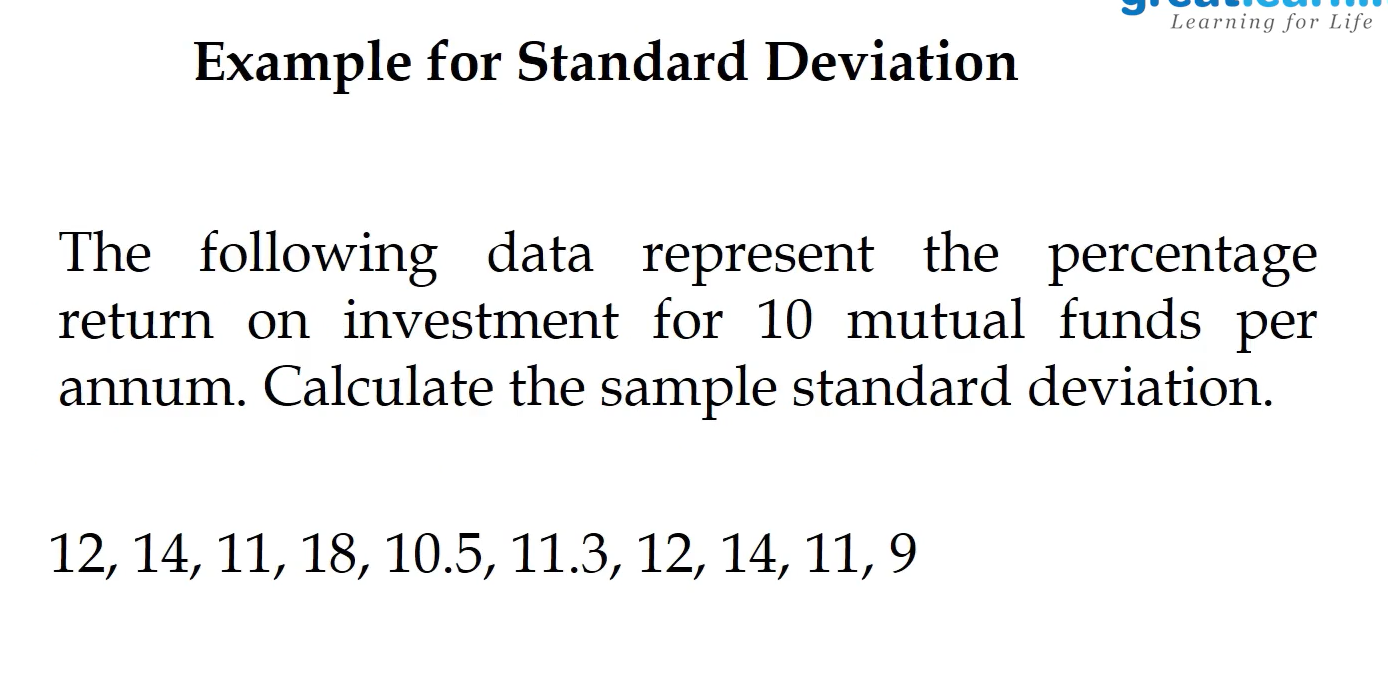 Learning for Life
Example for Standard Deviation
The following data represent the percentage
return on investment for 10 mutual funds per
annum. Calculate the sample standard deviation.
12, 14, 11, 18, 10.5, 11.3, 12, 14, 11, 9